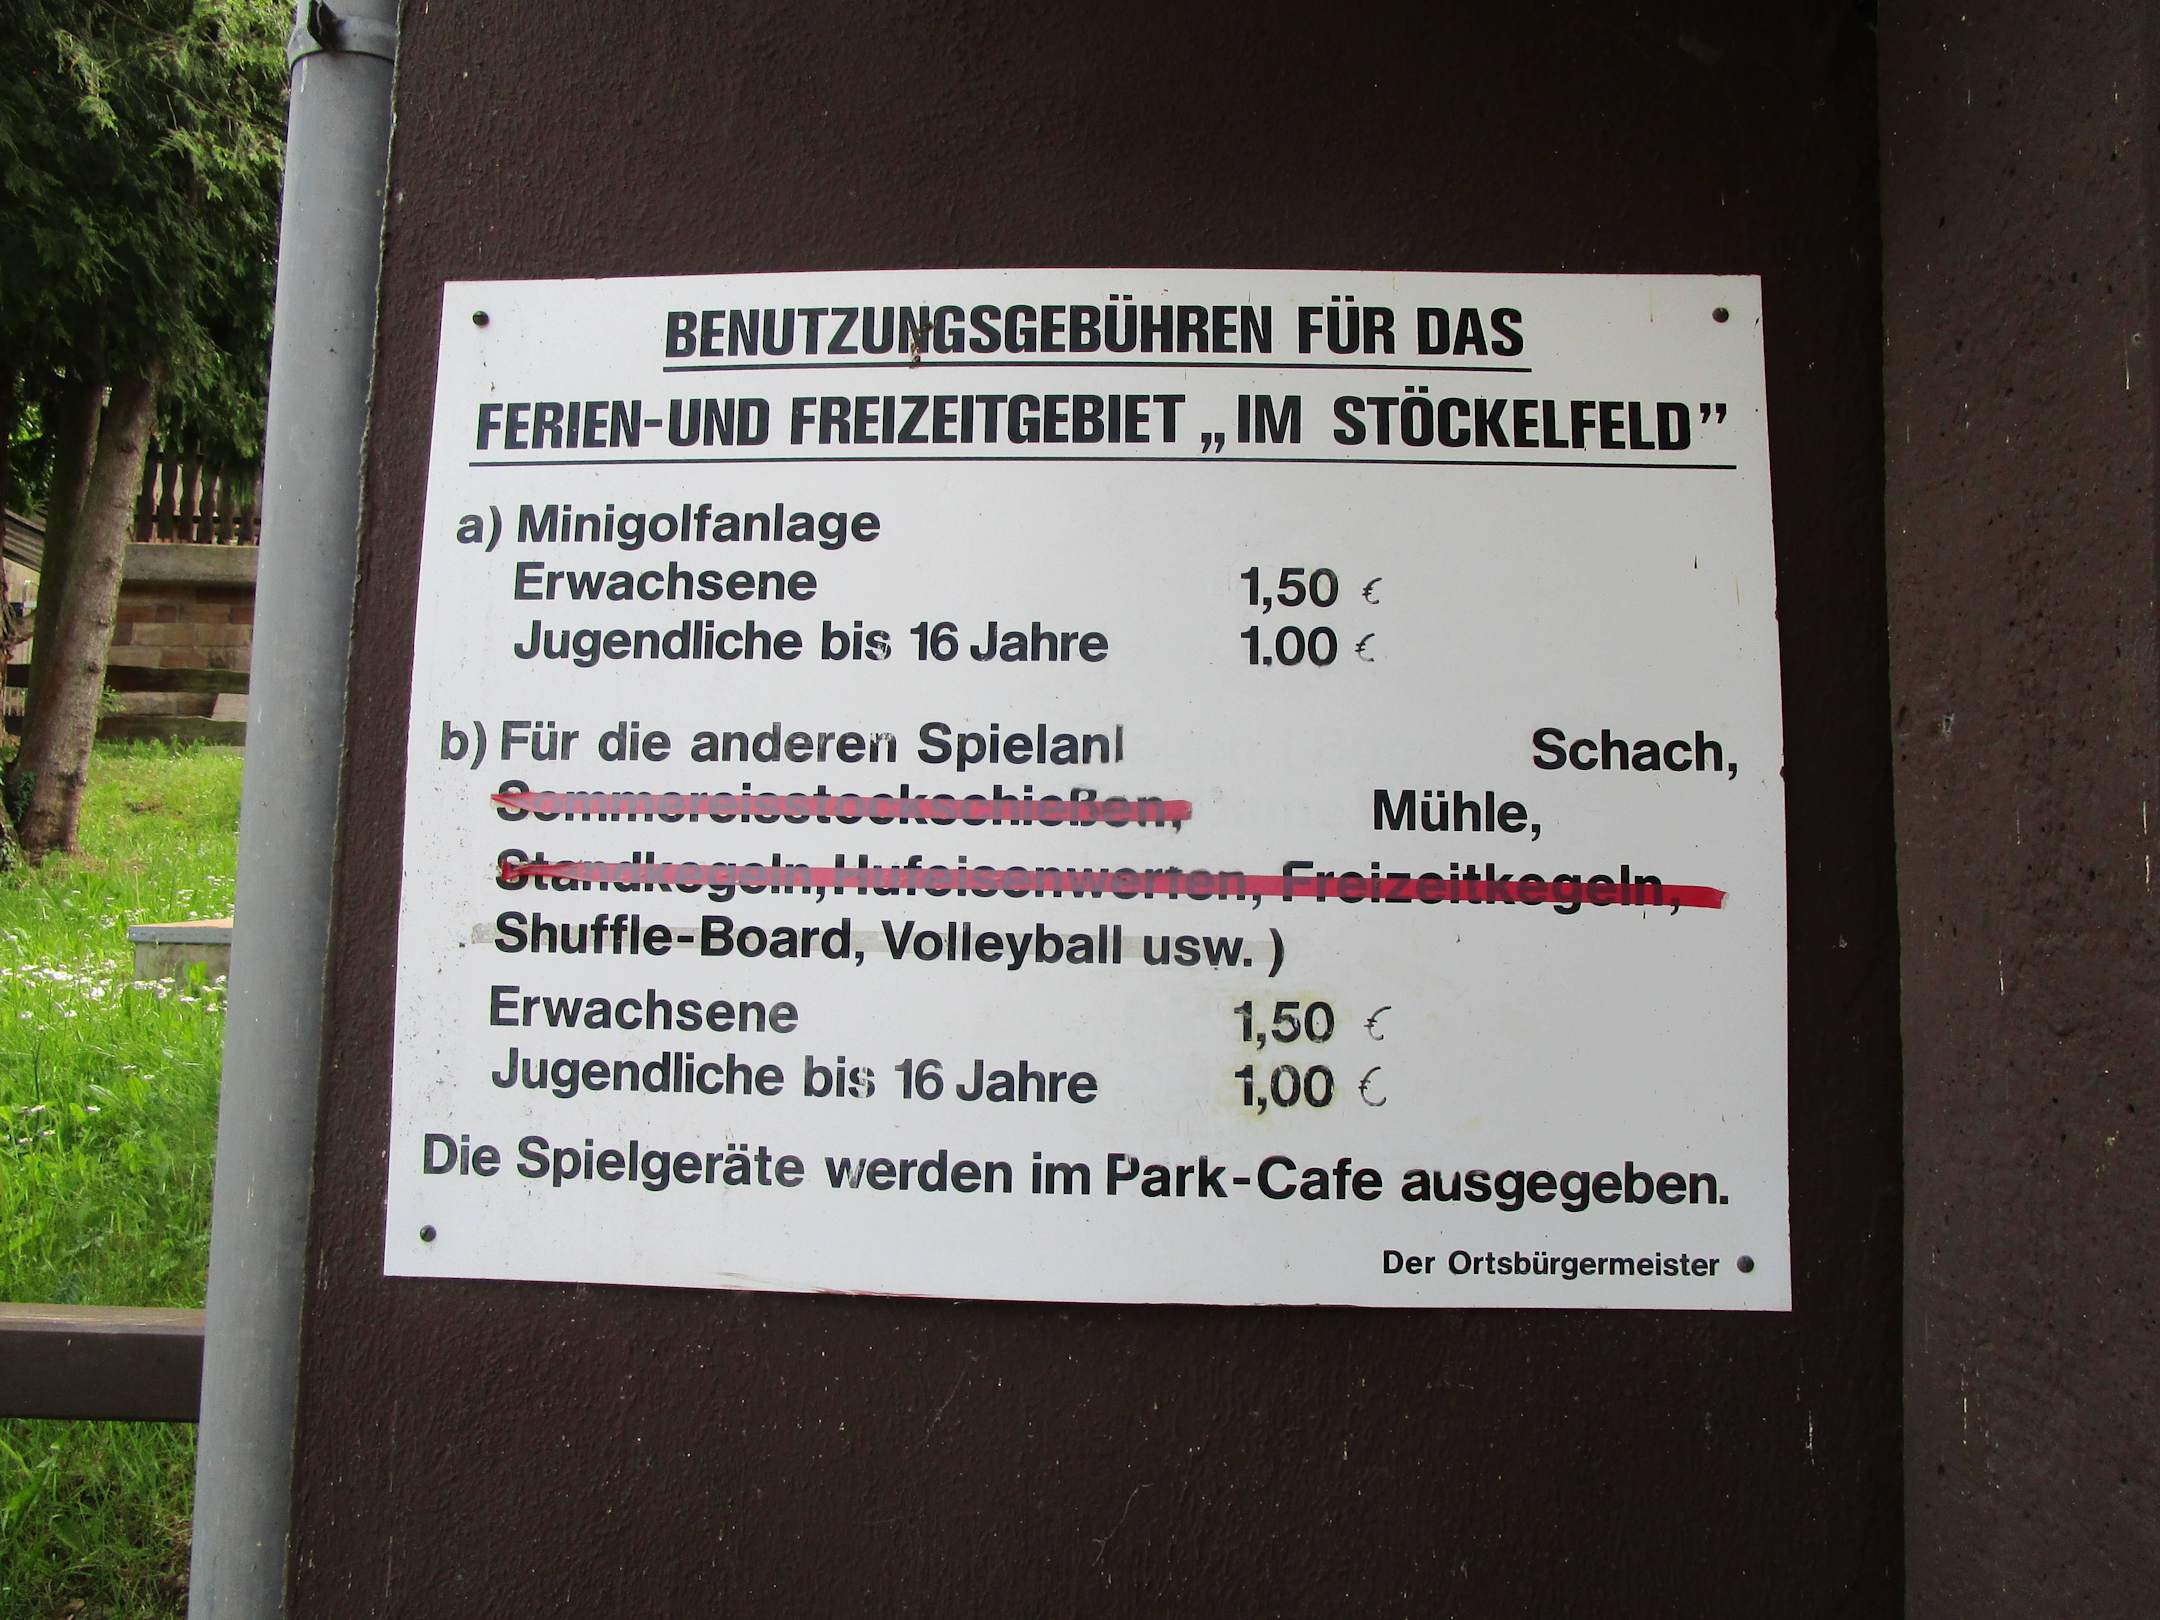 BENUTZUNGSGEBÜHREN FÜR DAS
FERIEN-UND FREIZEITGEBIET „IM STÖCKELFELD”
a) Minigolfanlage
Erwachsene 1,50 €
Jugendliche bis 16 Jahre 1.00 €
b) Für die anderen Spielanl Schach,
Sommereisstockschießen, Mühle,
Standkegeln, Hufeisenwerfen, Freizeitkegeln,
Shuffle-Board, Volleyball usw. )
Erwachsene 1,50 €
Jugendliche bis 16 Jahre 1,00 €
Die Spielgeräte werden im Park-Cafe ausgegeben.
Der Ortsbürgermeister